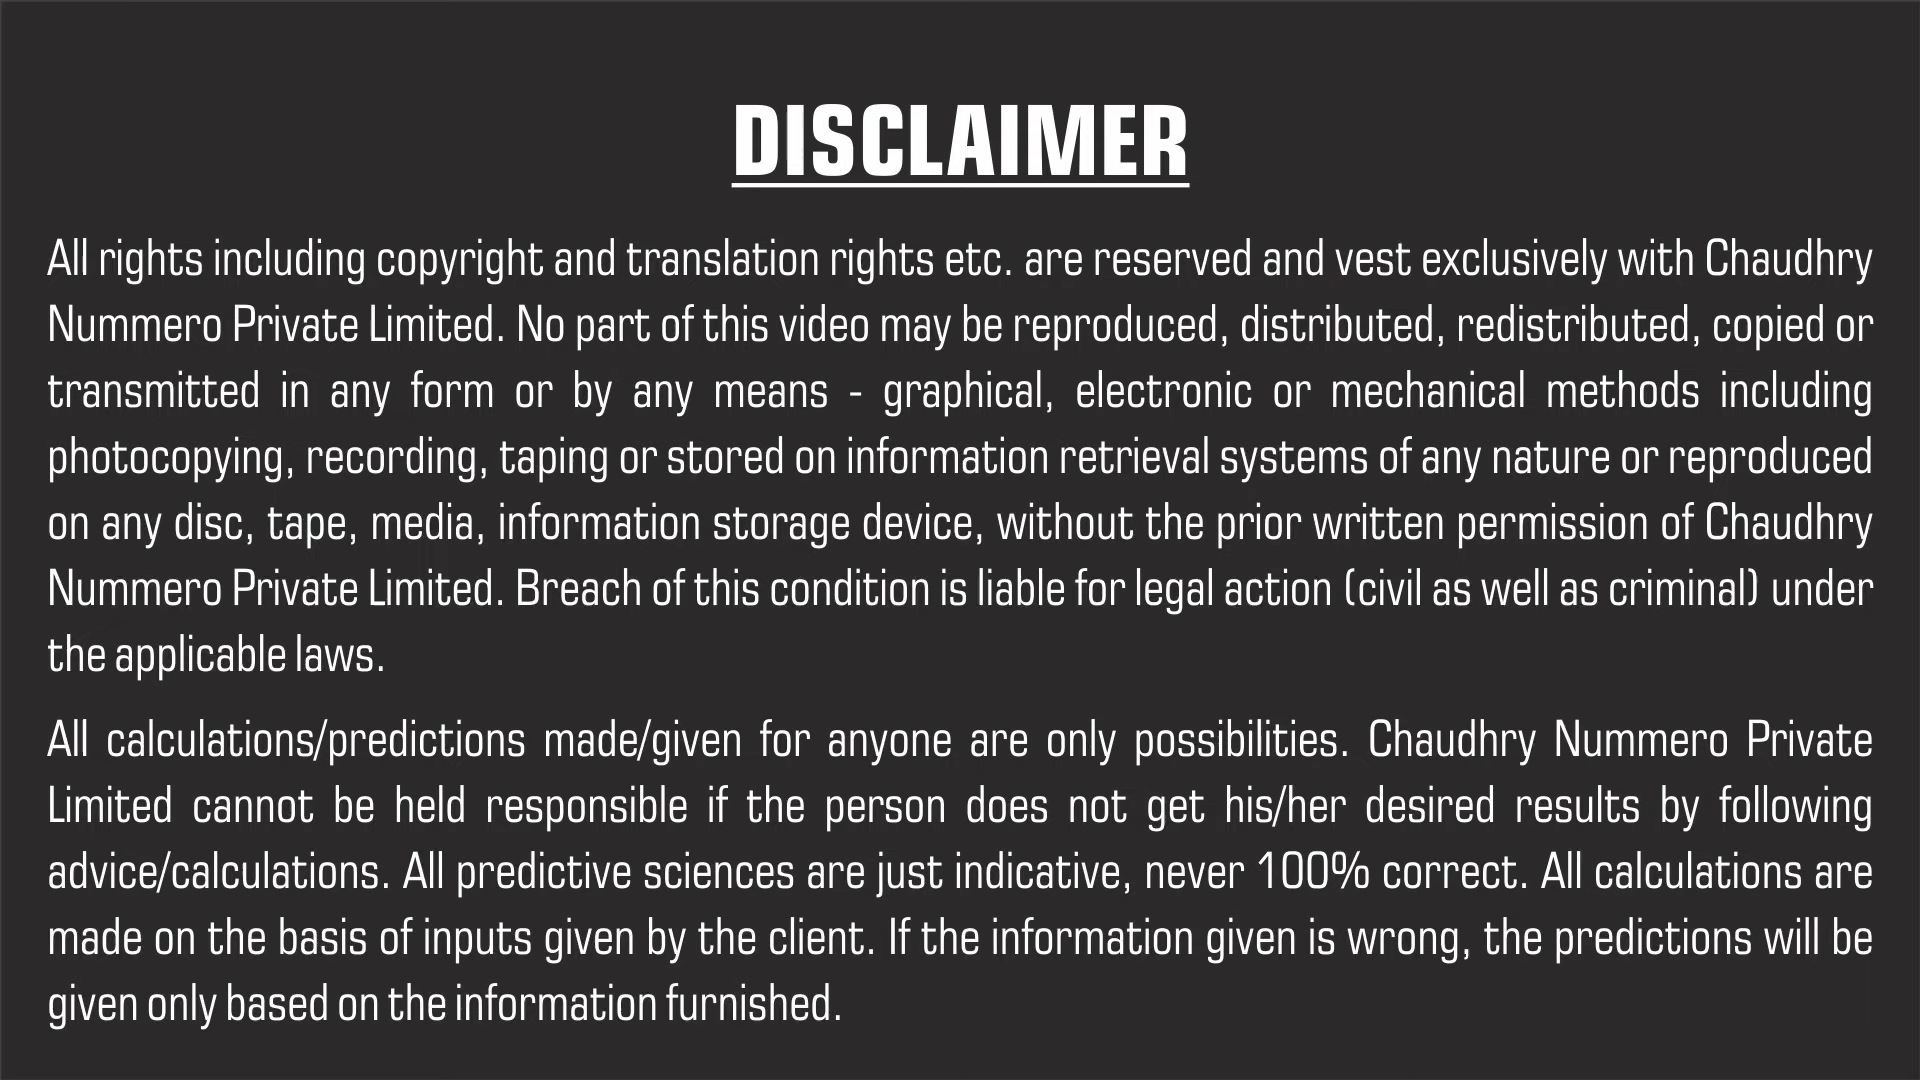 DISCLAIMER
All rights including copyright and translation rights etc. are reserved and vest exclusively with Chaudhry
Nummero Private Limited. No part of this video may be reproduced, distributed, redistributed, copied or
transmitted in any form or by any means - graphical, electronic or mechanical methods including
photocopying, recording, taping or stored on information retrieval systems of any nature or reproduced
on any disc, tape, media, information storage device, without the prior written permission of Chaudhry
Nummero Private Limited. Breach of this condition is liable for legal action (civil as well as criminal) under
the applicable laws.
All calculations/predictions made/given for anyone are only possibilities. Chaudhry Nummero Private
Limited cannot be held responsible if the person does not get his/her desired results by following
advice/calculations. All predictive sciences are just indicative, never 100% correct. All calculations are
made on the basis of inputs given by the client. If the information given is wrong, the predictions will be
given only based on the information furnished.